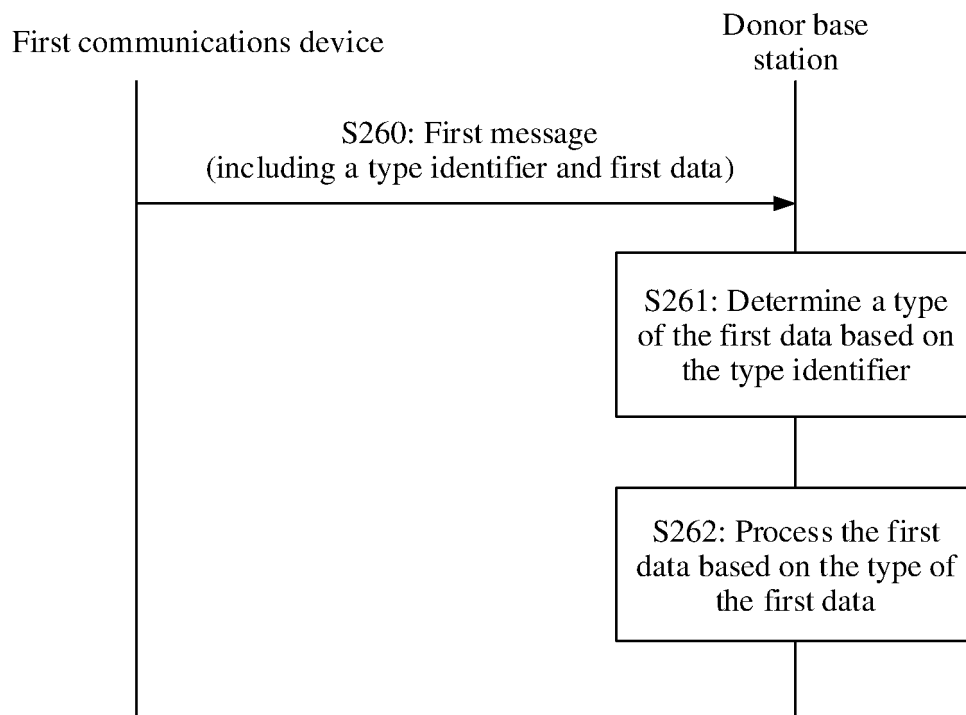 First communications device
Donor base
station
S260: First message
(including a type identifier and first data)
S261: Determine a type
of the first data based on
the type identifier
S262: Process the first
data based on the type of
the first data